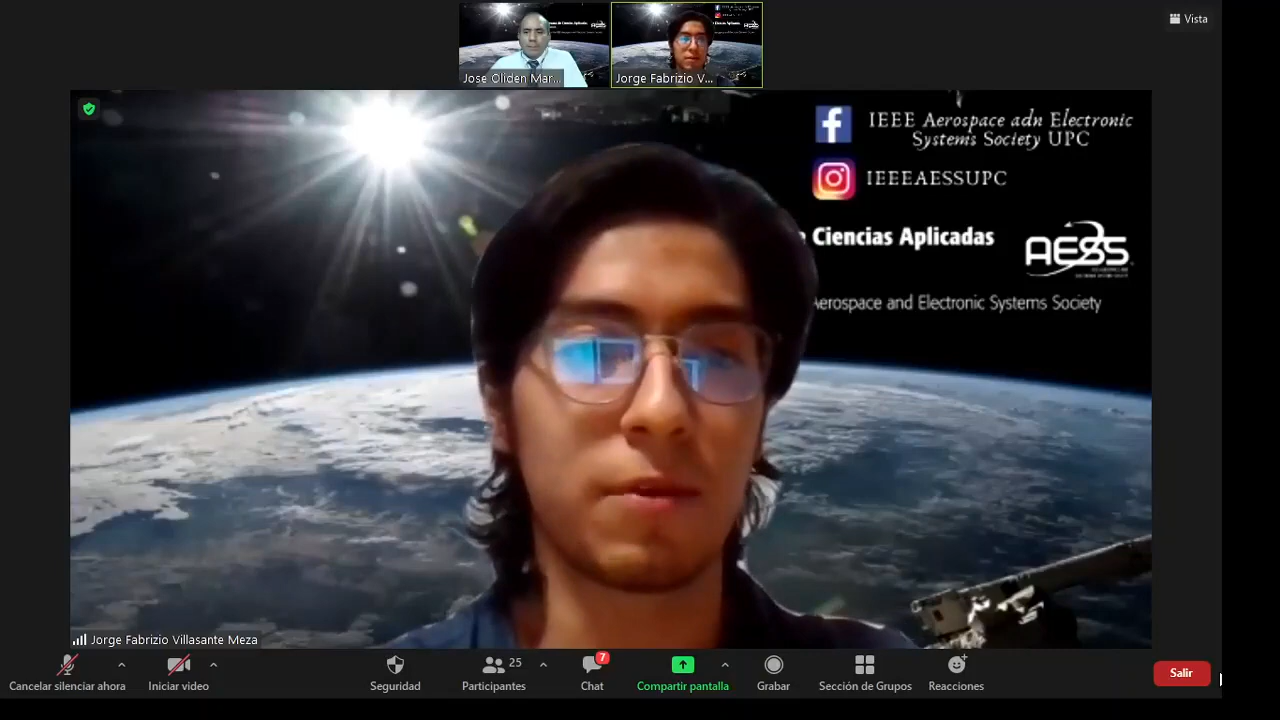 Vista
Jose Oliden Mar...
Jorge Fabrizio V...
IEEE Aerospace adn Electronic
Systems Society UPC
IEEEAESSUPC
Ciencias Aplicadas
AESS
Aerospace and Electronic Systems Society
Jorge Fabrizio Villasante Meza
25
7
Cancelar silenciar ahora
Iniciar video
Seguridad
Participantes
Chat
Compartir pantalla
Grabar
Sección de Grupos
Reacciones
Salir